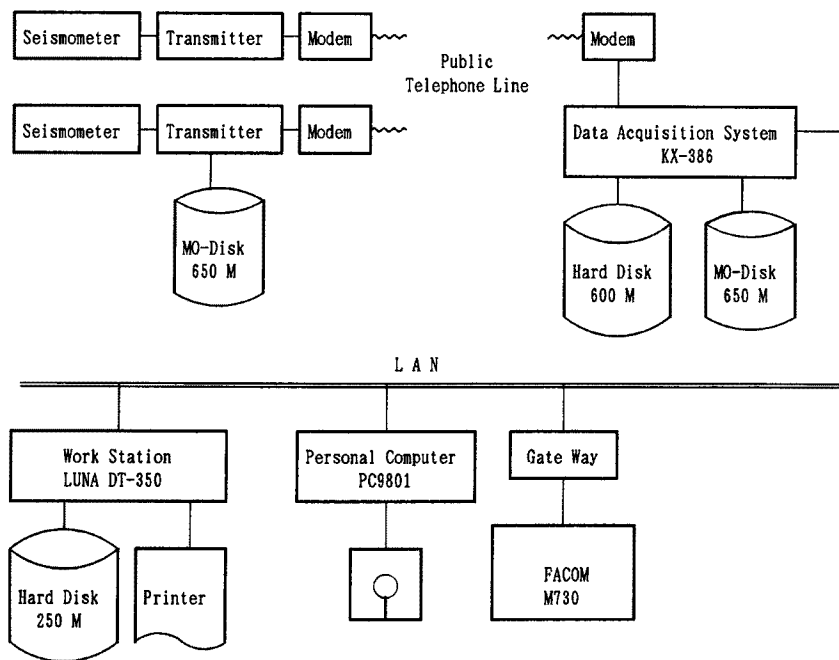 Seismometer
Transmitter
Modem
Public
Telephone Line
Modem
Seismometer
Transmitter
Modem
Data Acquisition System
KX-386
MO-Disk
650 M
Hard Disk
600 M
MO-Disk
650 M
L A N
Work Station
LUNA DT-350
Personal Computer
PC9801
Gate Way
Hard Disk
250 M
Printer
FACOM
M730